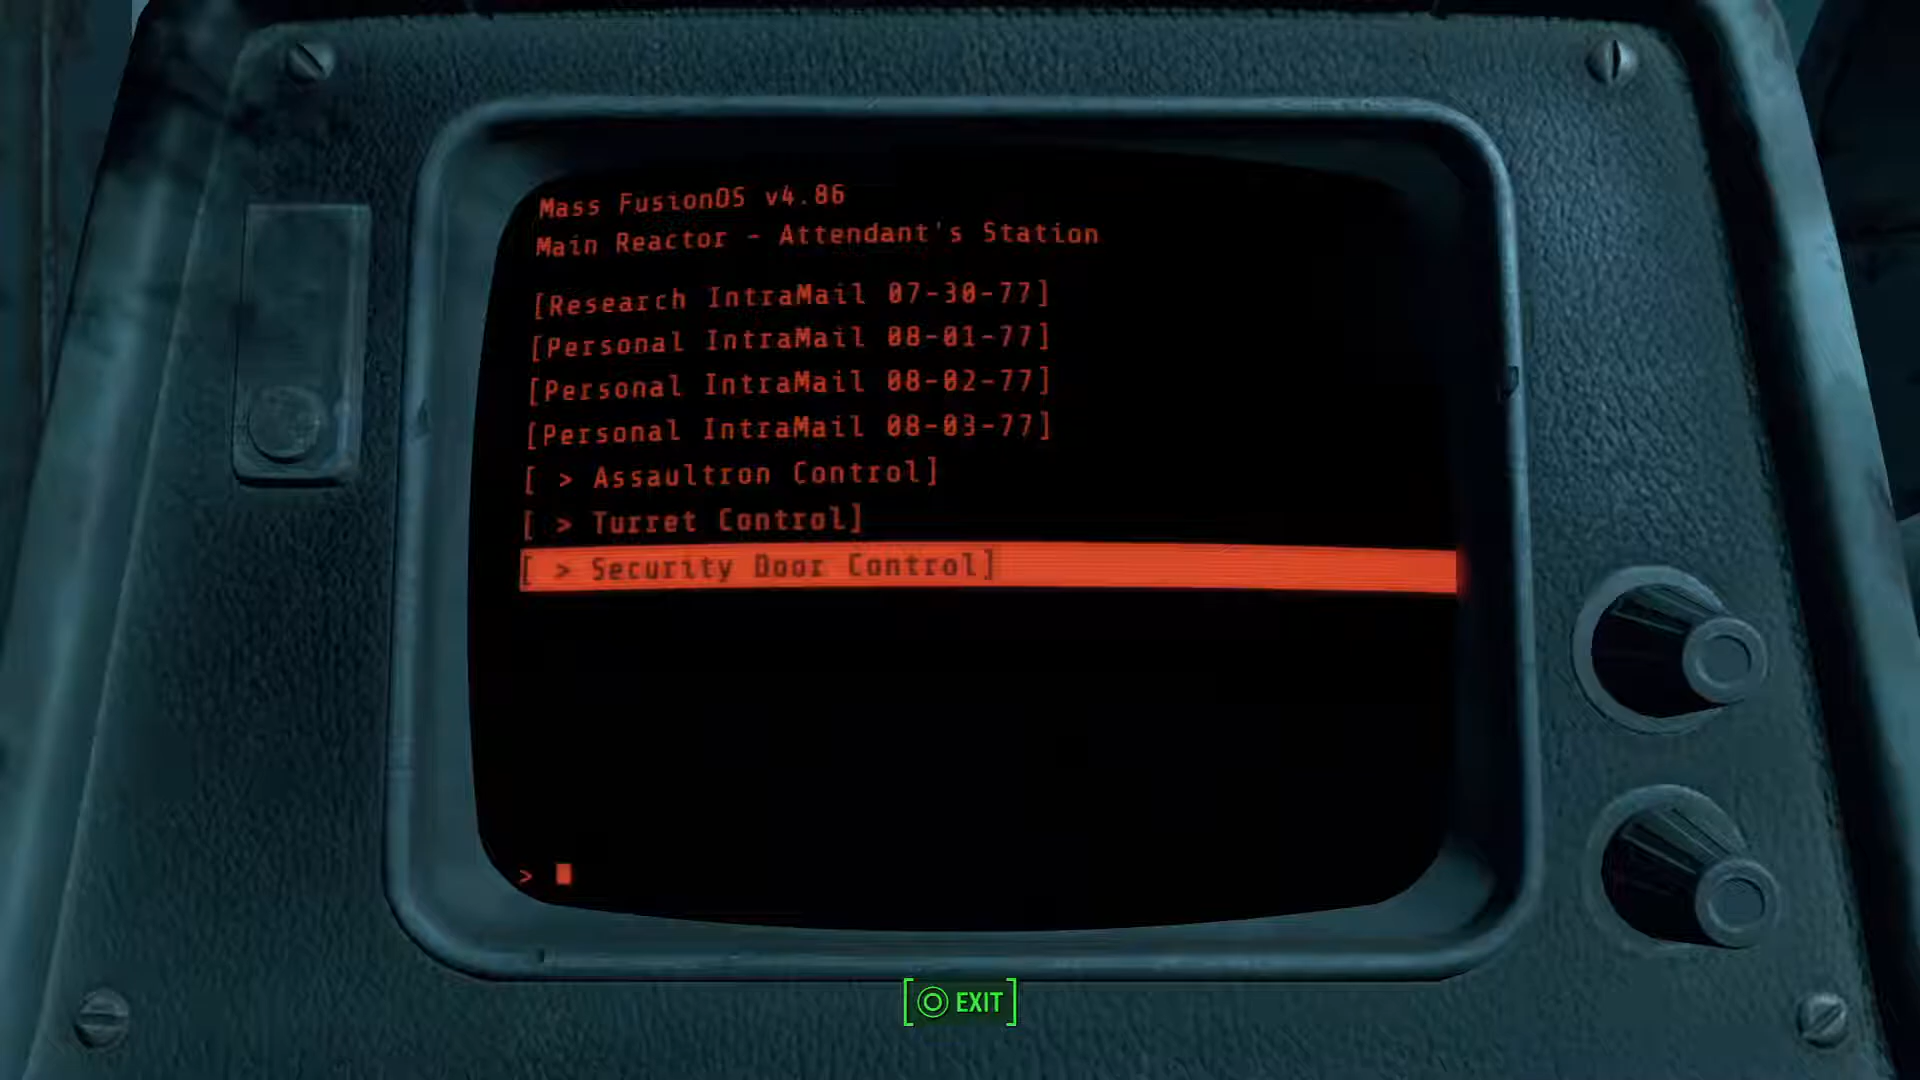 Mass FusionOS v4.86
Main Reactor - Attendant's Station
[Research IntraMail 07-30-77]
[Personal IntraMail 08-01-77]
[Personal IntraMail 08-02-77]
[Personal IntraMail 08-03-77]
[ > Assaultron Control]
[ > Turret Control]
[ > Security Door Control]
>
[EXIT]